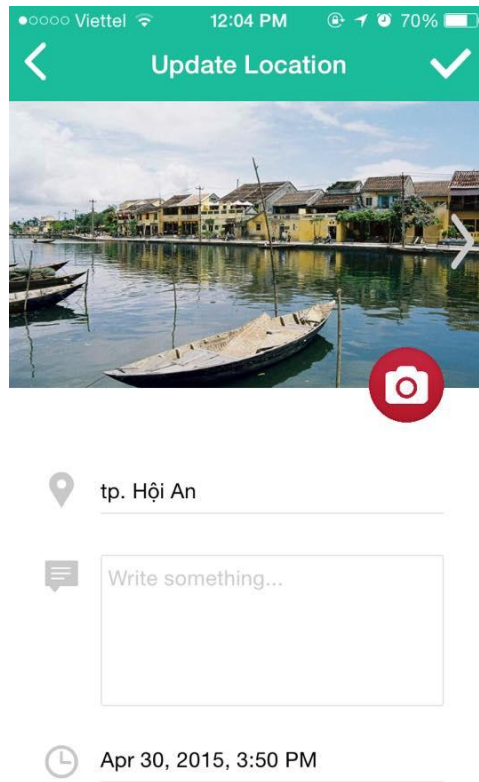 Viettel 12:04 PM 70%
Update Location
tp. Hội An
Write something...
Apr 30, 2015, 3:50 PM